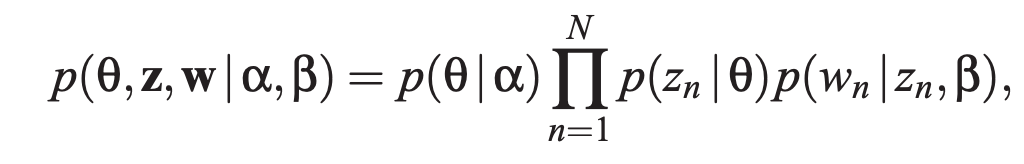 p(θ, z, w | α, β) = p(θ | α) ∏_{n=1}^{N} p(z_n | θ) p(w_n | z_n, β),